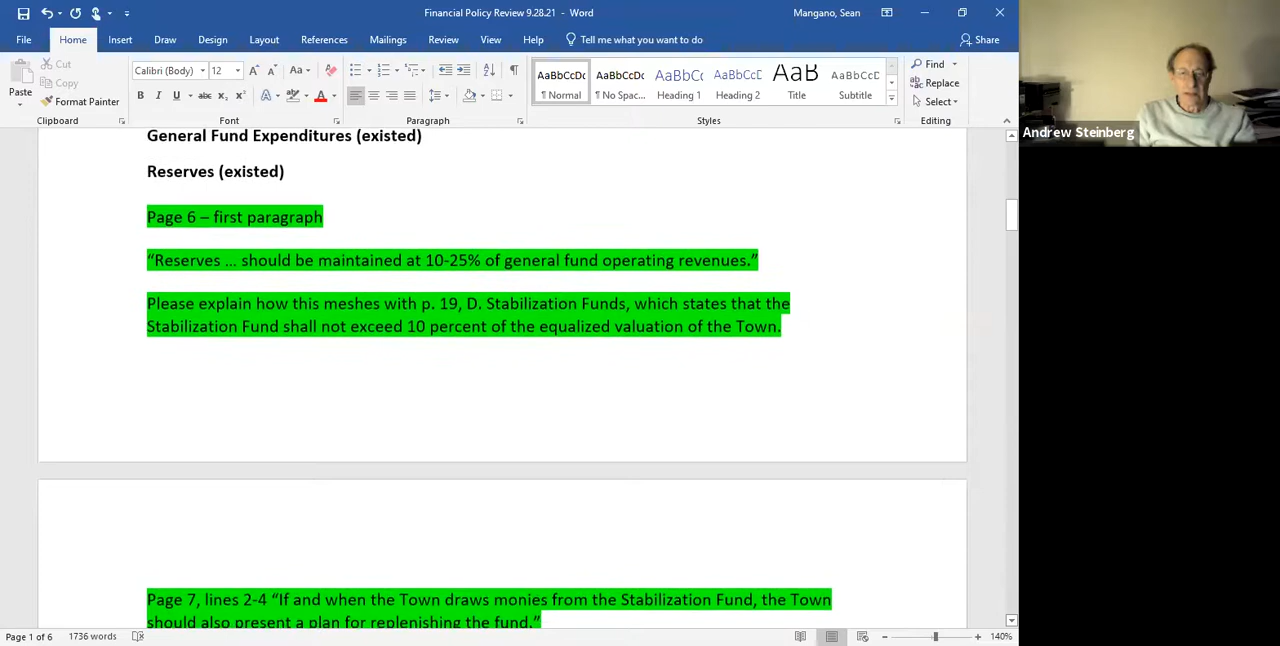 Financial Policy Review 9.28.21 - Word
Mangano, Sean
File Home Insert Draw Design Layout References Mailings Review View Help Tell me what you want to do Share
Paste
Cut
Copy
Format Painter
Clipboard
Calibri (Body) 12
Aa
B I U abc x₂ x² A A
Font
Paragraph
AaBbCcDc AaBbCcDc AaBbCc AaBbCcD AaB AaBbCcD
¶ Normal ¶ No Spac... Heading 1 Heading 2 Title Subtitle
Styles
Find
Replace
Select
Editing
General Fund Expenditures (existed)
Reserves (existed)
Page 6 – first paragraph
“Reserves … should be maintained at 10-25% of general fund operating revenues.”
Please explain how this meshes with p. 19, D. Stabilization Funds, which states that the
Stabilization Fund shall not exceed 10 percent of the equalized valuation of the Town.
Page 7, lines 2-4 “If and when the Town draws monies from the Stabilization Fund, the Town
should also present a plan for replenishing the fund.”
Page 1 of 6 1736 words 140%
Andrew Steinberg